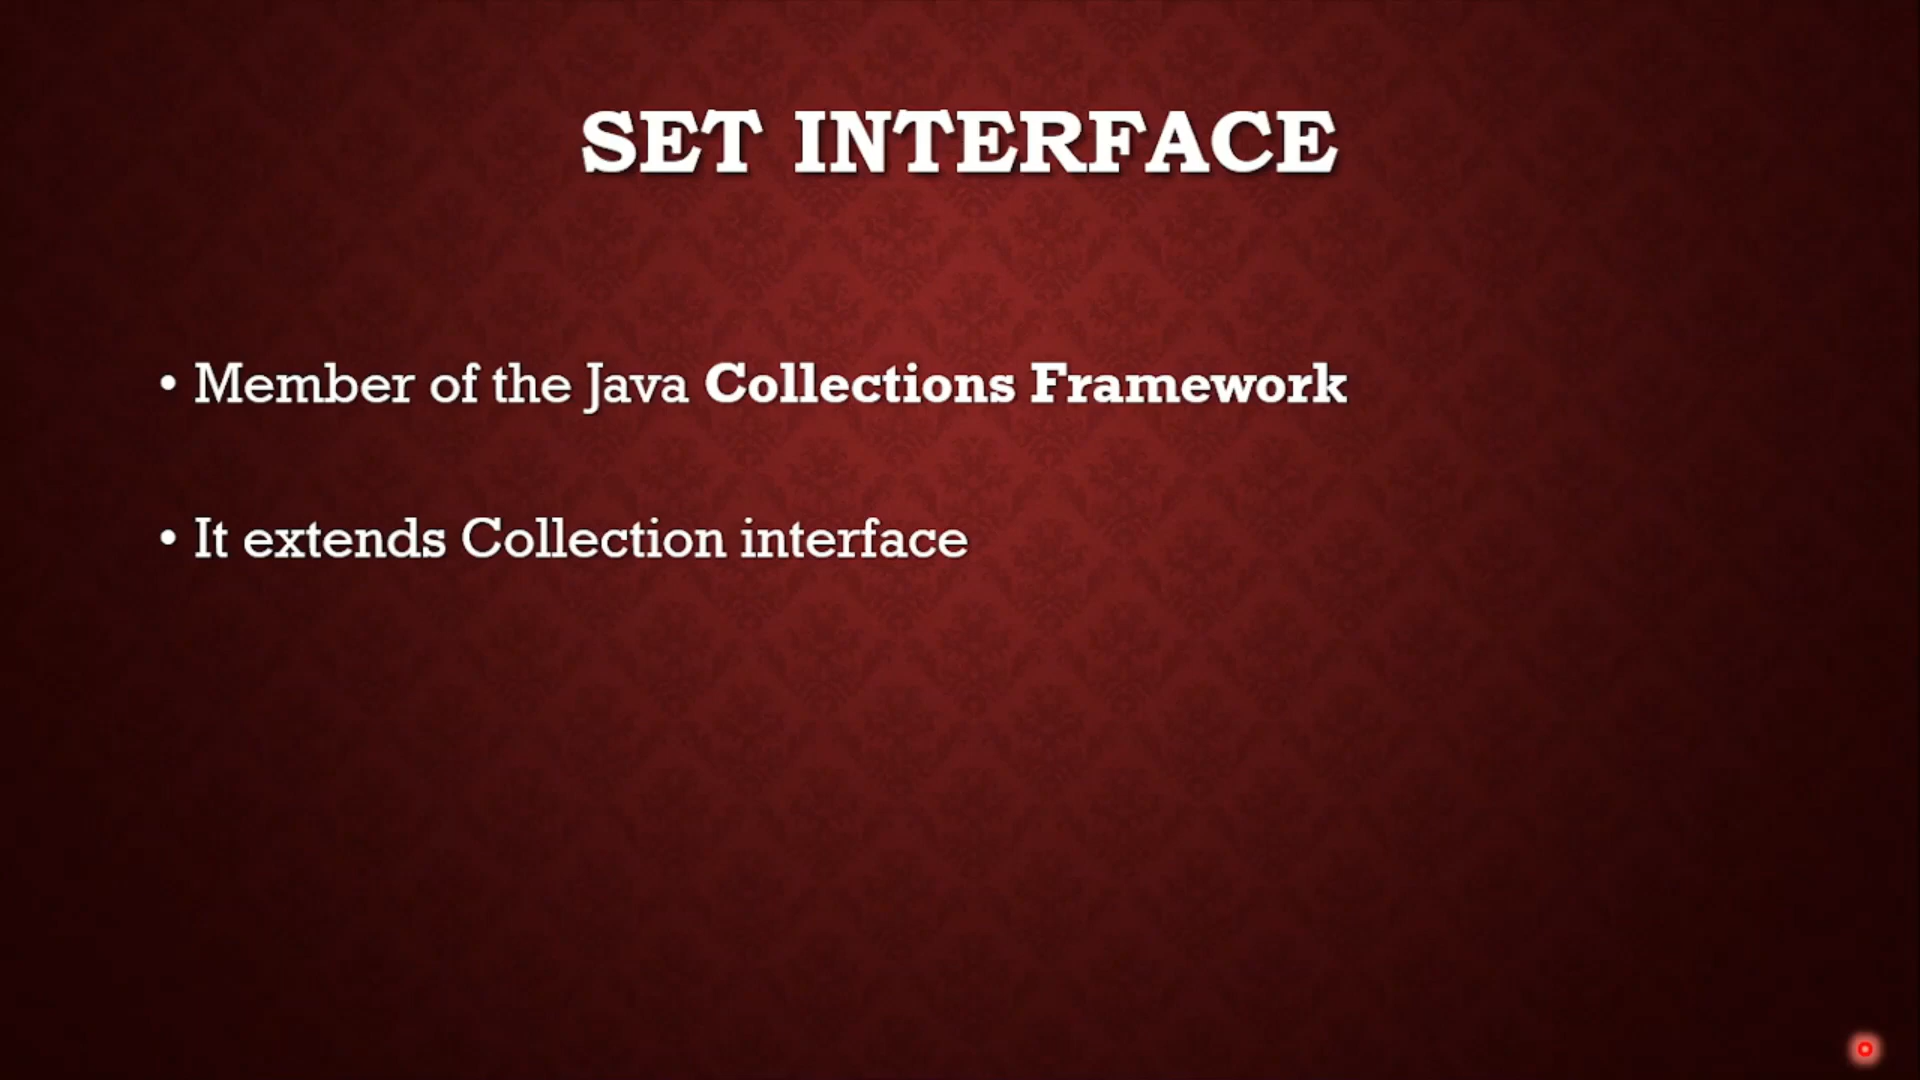 SET INTERFACE
• Member of the Java Collections Framework
• It extends Collection interface